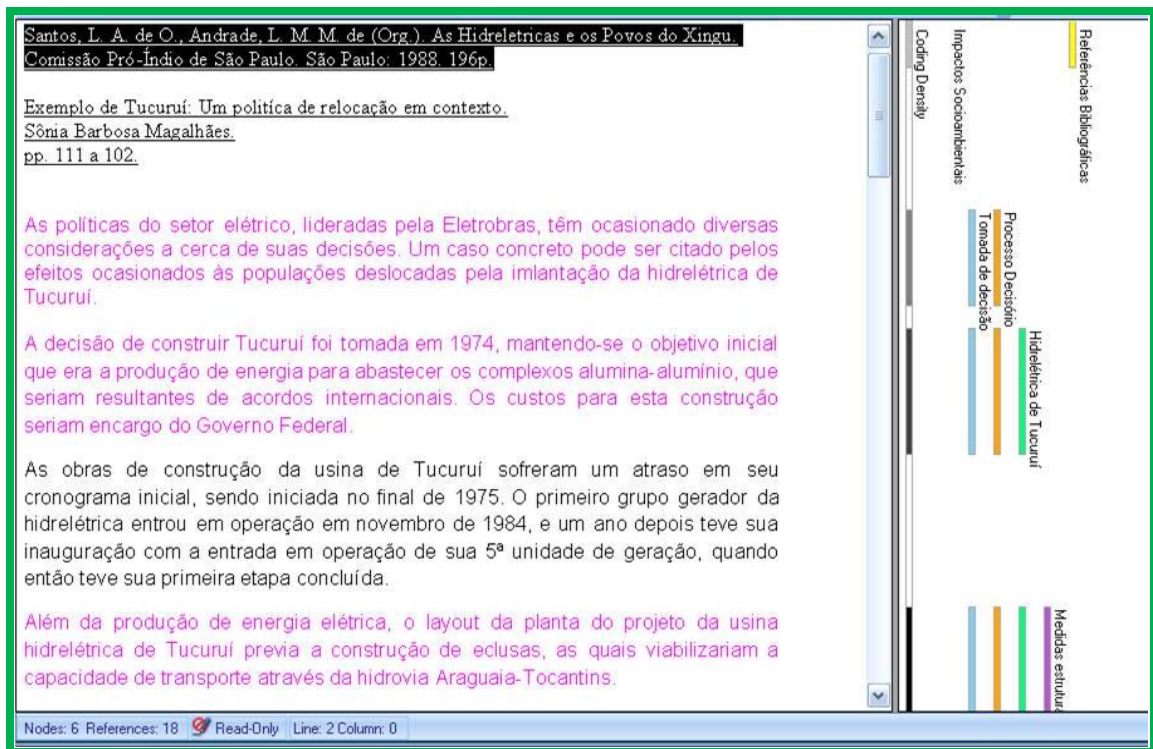 Santos, L. A. de O., Andrade, L. M. M. de (Org.). As Hidreletricas e os Povos do Xingu.
Comissão Pró-Índio de São Paulo. São Paulo: 1988. 196p.
Exemplo de Tucuruí: Um politíca de relocação em contexto.
Sônia Barbosa Magalhães.
pp. 111 a 102.
As políticas do setor elétrico, lideradas pela Eletrobras, têm ocasionado diversas
considerações a cerca de suas decisões. Um caso concreto pode ser citado pelos
efeitos ocasionados às populações deslocadas pela imlantação da hidrelétrica de
Tucuruí.
A decisão de construir Tucuruí foi tomada em 1974, mantendo-se o objetivo inicial
que era a produção de energia para abastecer os complexos alumina-alumínio, que
seriam resultantes de acordos internacionais. Os custos para esta construção
seriam encargo do Governo Federal.
As obras de construção da usina de Tucuruí sofreram um atraso em seu
cronograma inicial, sendo iniciada no final de 1975. O primeiro grupo gerador da
hidrelétrica entrou em operação em novembro de 1984, e um ano depois teve sua
inauguração com a entrada em operação de sua 5ª unidade de geração, quando
então teve sua primeira etapa concluída.
Além da produção de energia elétrica, o layout da planta do projeto da usina
hidrelétrica de Tucuruí previa a construção de eclusas, as quais viabilizariam a
capacidade de transporte através da hidrovia Araguaia-Tocantins.
Coding Density
Impactos Socioambientais
Tomada de decisão
Processo Decisório
Hidrelétrica de Tucuruí
Medidas estrutura
Referências Bibliográficas
Nodes: 6 References: 18 Read-Only Line: 2 Column: 0